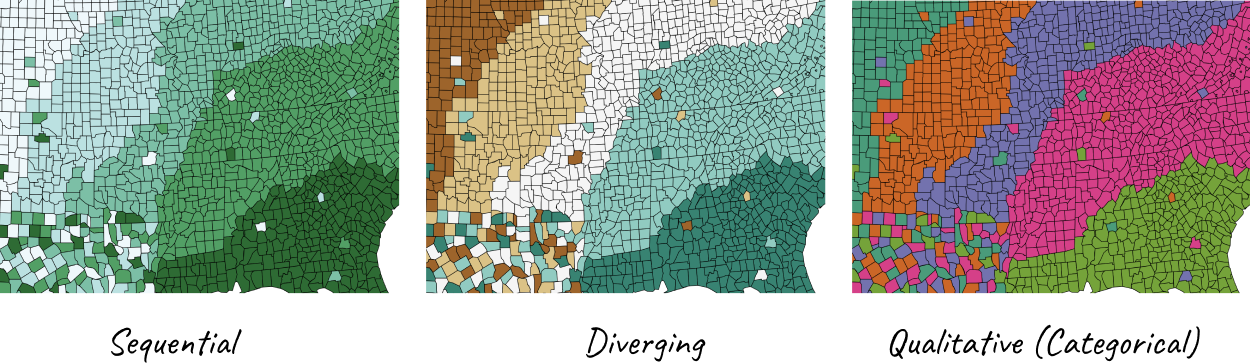 Sequential
Diverging
Qualitative (Categorical)